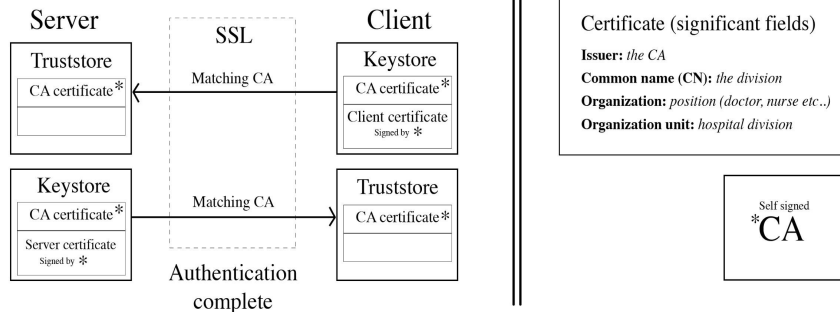 Server
Client
SSL
Truststore
CA certificate*
Matching CA
Keystore
CA certificate*
Client certificate
Signed by *
Keystore
CA certificate*
Server certificate
Signed by *
Matching CA
Truststore
CA certificate*
Authentication
complete
Certificate (significant fields)
Issuer: the CA
Common name (CN): the division
Organization: position (doctor, nurse etc..)
Organization unit: hospital division
Self signed
*CA